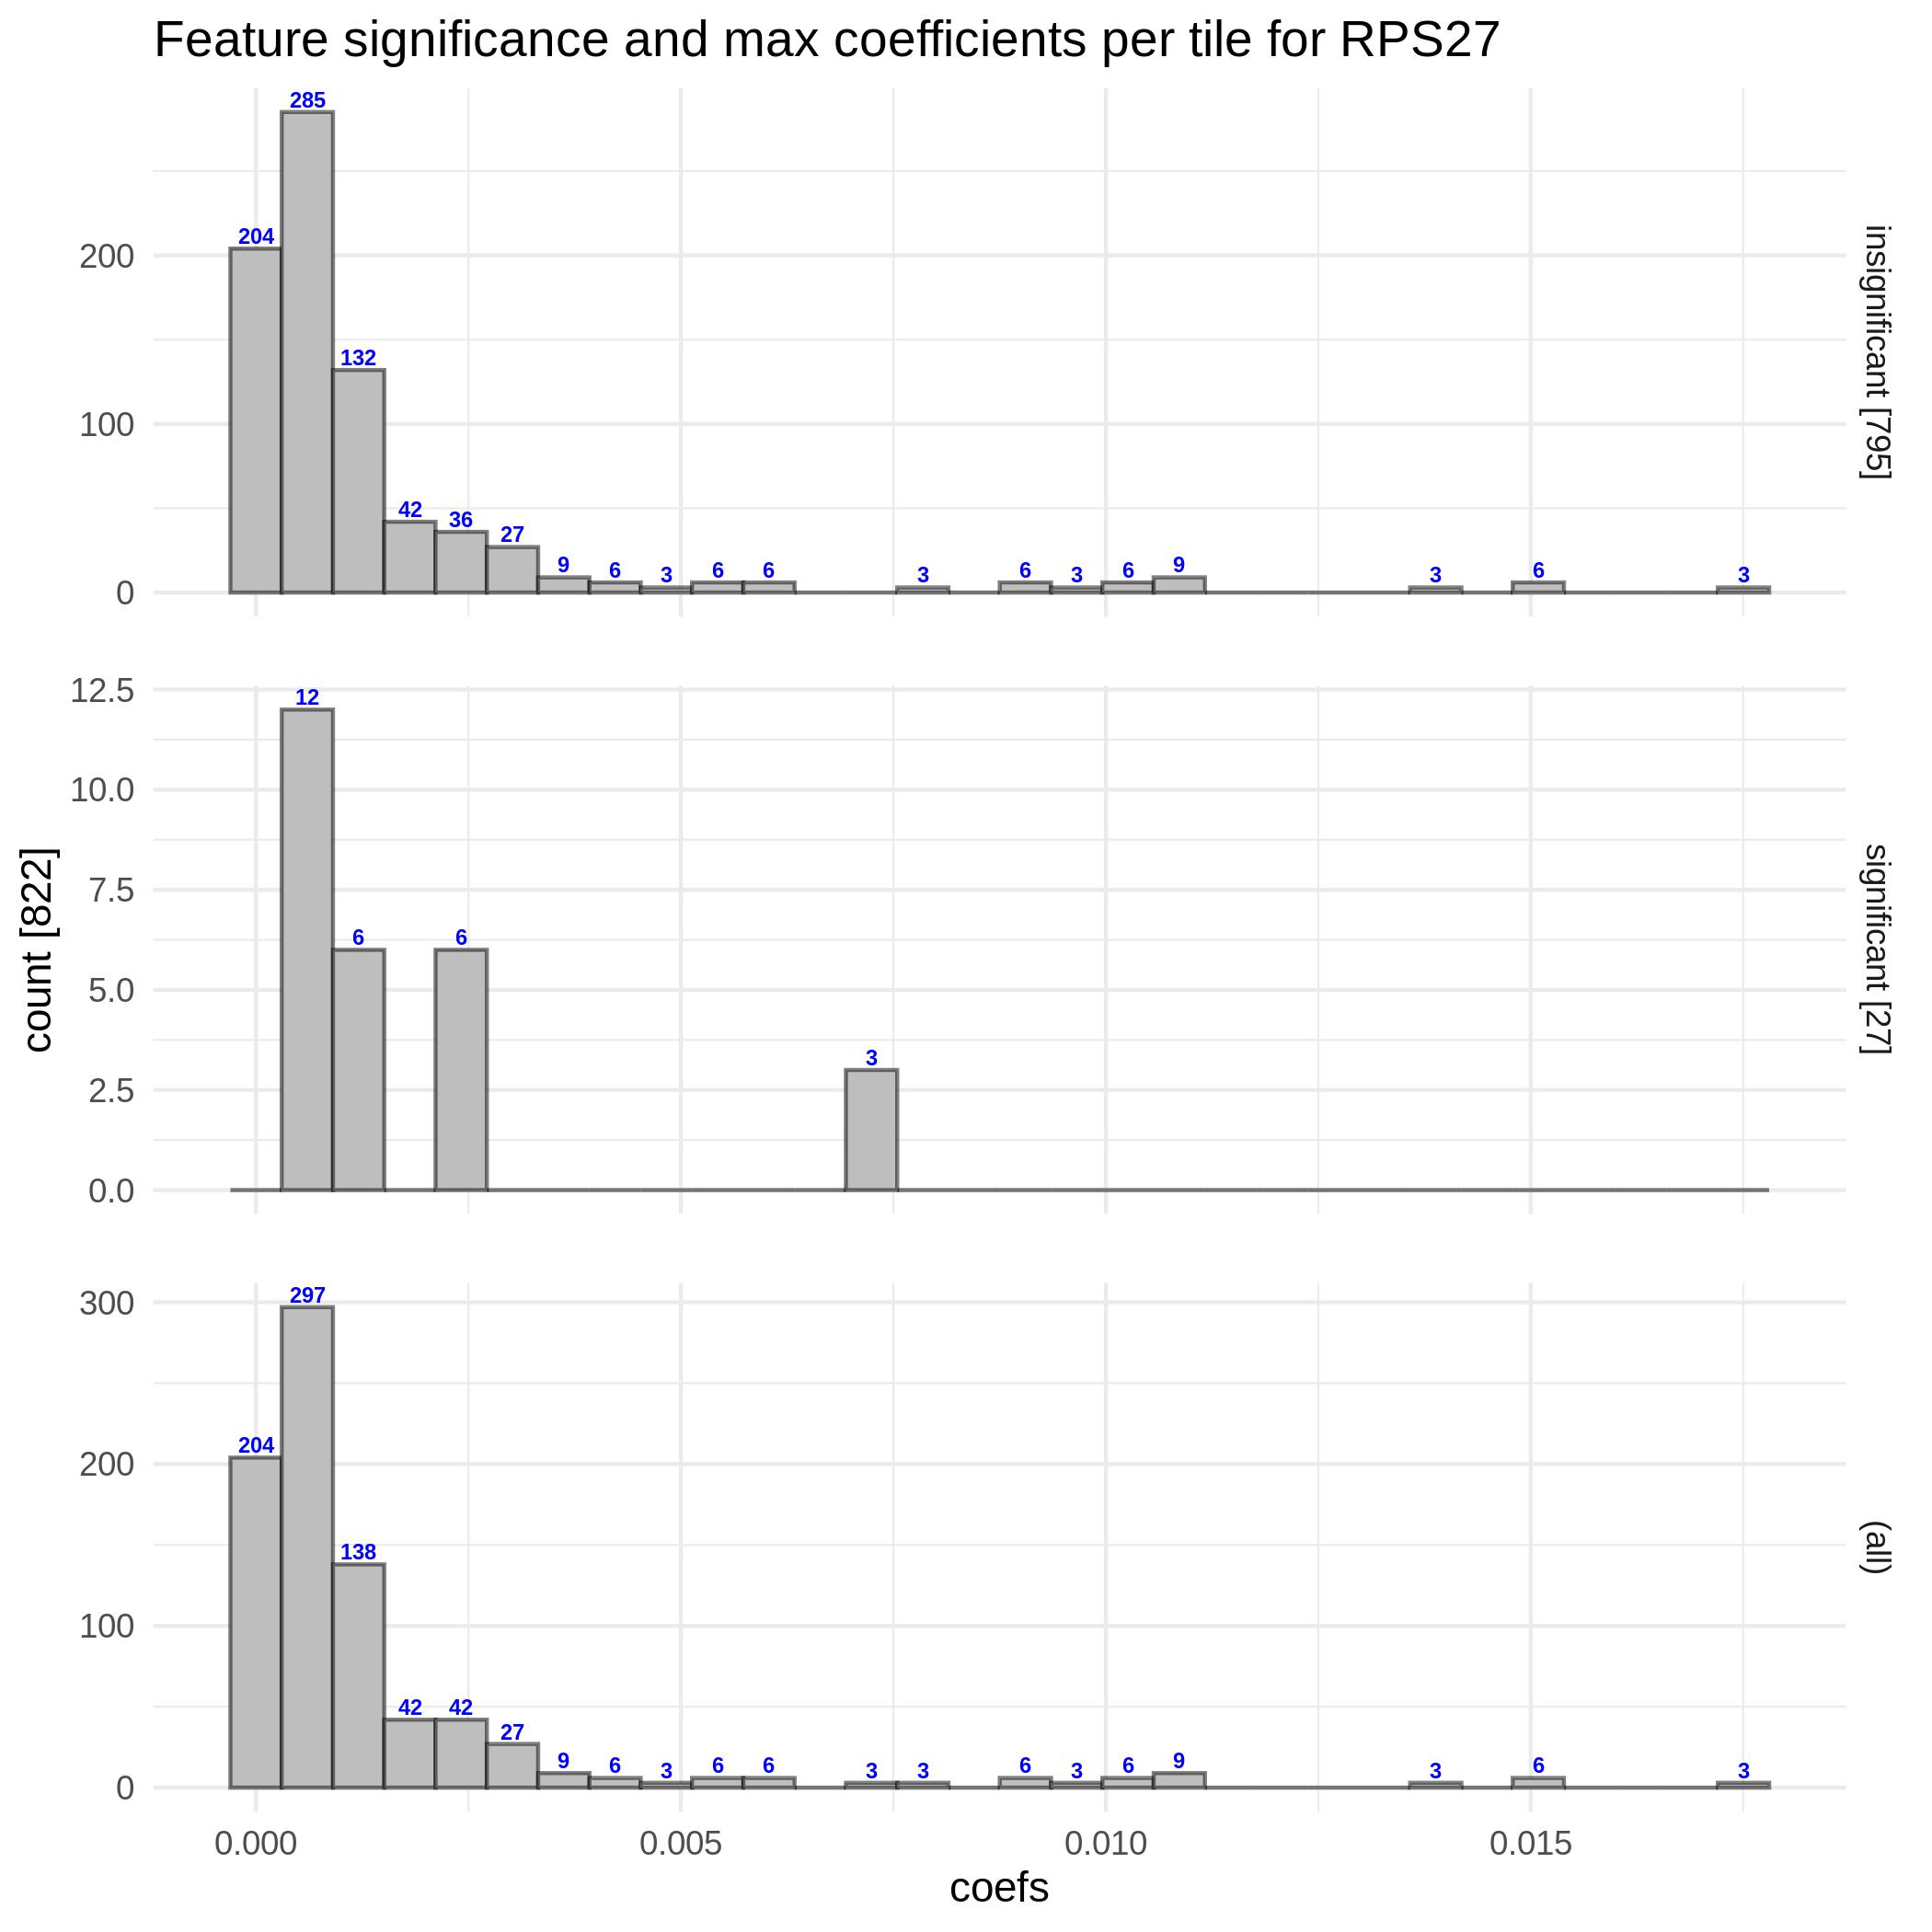 Feature significance and max coefficients per tile for RPS27
285
204
132
42 36 27 9 6 3 6 6 3 6 3 6 9 3 6 3
200
100
0
insignificant [795]
12.5
10.0
7.5
5.0
2.5
0.0
12
6 6
3
significant [27]
count [822]
300
200
100
0
297
204
138
42 42 27 9 6 3 6 6 3 3 6 3 6 9 3 6 3
(all)
0.000 0.005 0.010 0.015
coefs